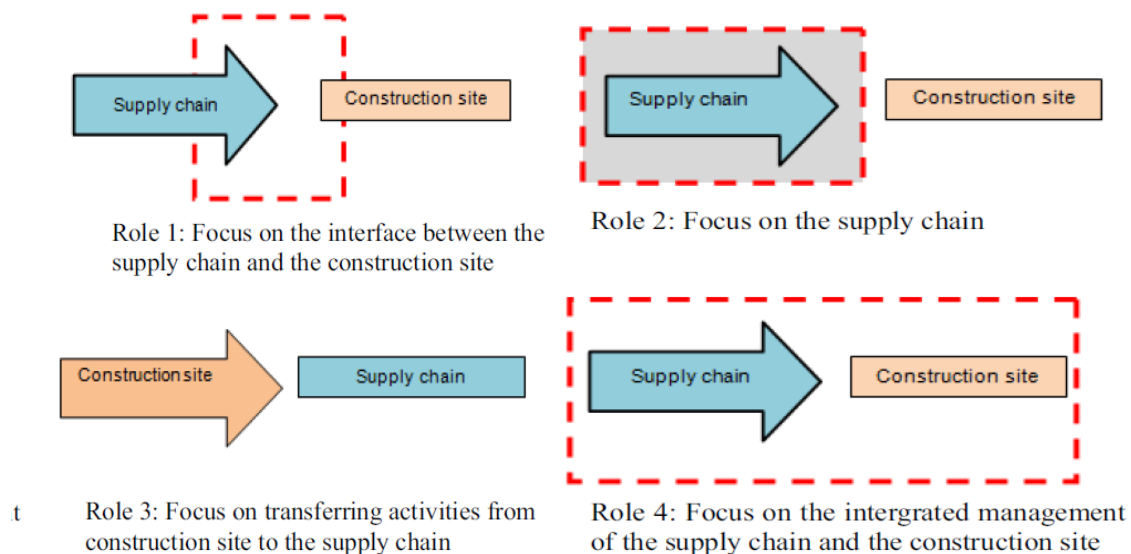 Supply chain
Construction site
Role 1: Focus on the interface between the
supply chain and the construction site
Supply chain
Construction site
Role 2: Focus on the supply chain
Construction site
Supply chain
t
Role 3: Focus on transferring activities from
construction site to the supply chain
Supply chain
Construction site
Role 4: Focus on the intergrated management
of the supply chain and the construction site